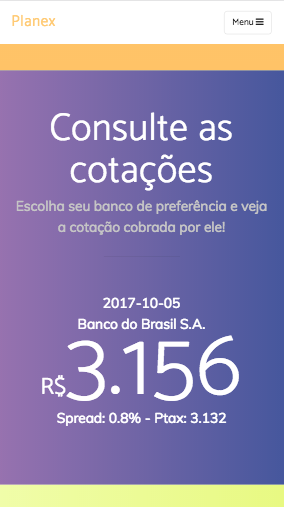 Planex
Menu
Consulte as
cotações
Escolha seu banco de preferência e veja
a cotação cobrada por ele!
2017-10-05
Banco do Brasil S.A.
R$3.156
Spread: 0.8% - Ptax: 3.132